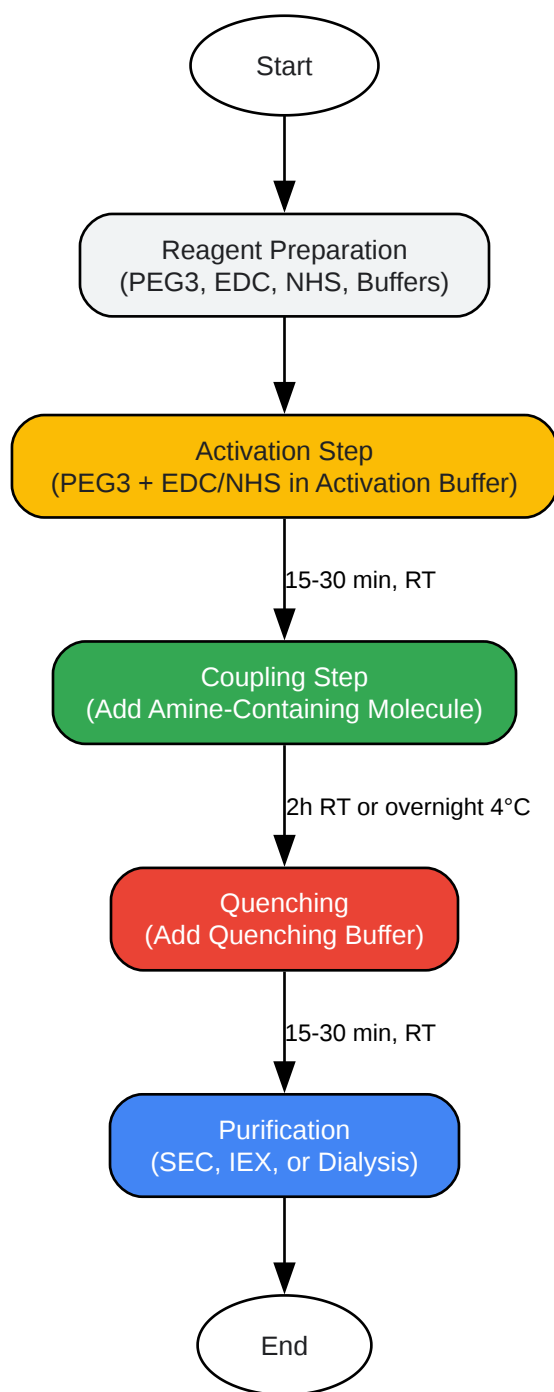 Start
Reagent Preparation
(PEG3, EDC, NHS, Buffers)
Activation Step
(PEG3 + EDC/NHS in Activation Buffer)
15-30 min, RT
Coupling Step
(Add Amine-Containing Molecule)
2h RT or overnight 4°C
Quenching
(Add Quenching Buffer)
15-30 min, RT
Purification
(SEC, IEX, or Dialysis)
End